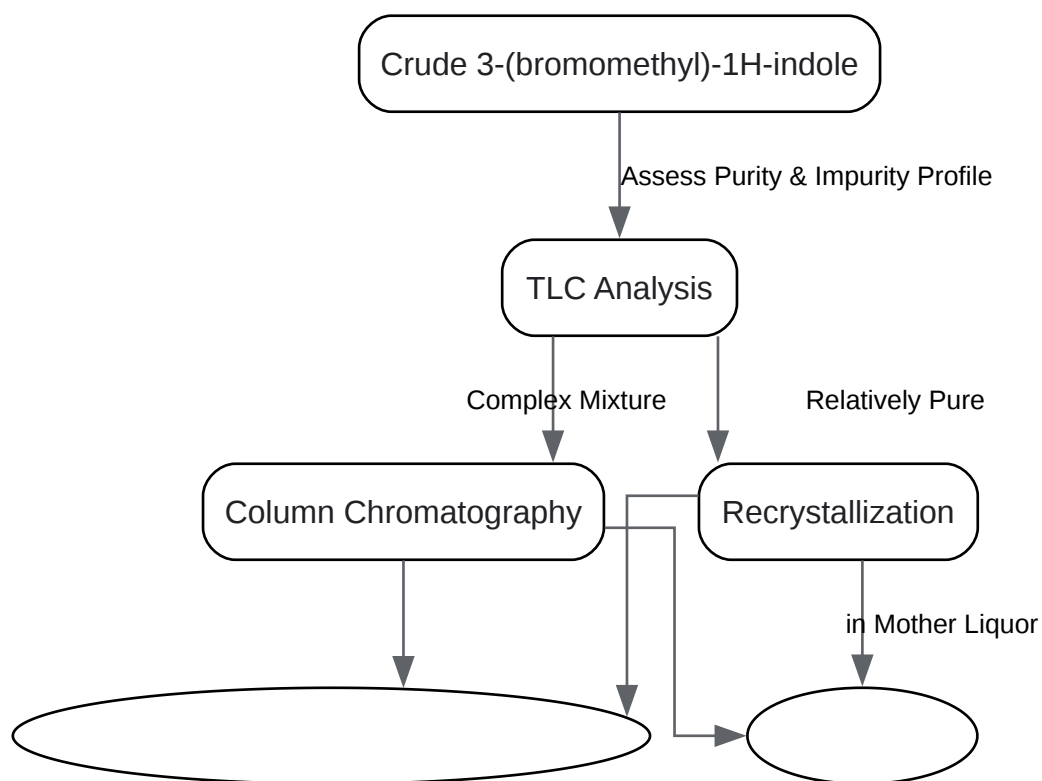 Crude 3-(bromomethyl)-1H-indole
Assess Purity & Impurity Profile
TLC Analysis
Complex Mixture
Relatively Pure
Column Chromatography
Recrystallization
in Mother Liquor